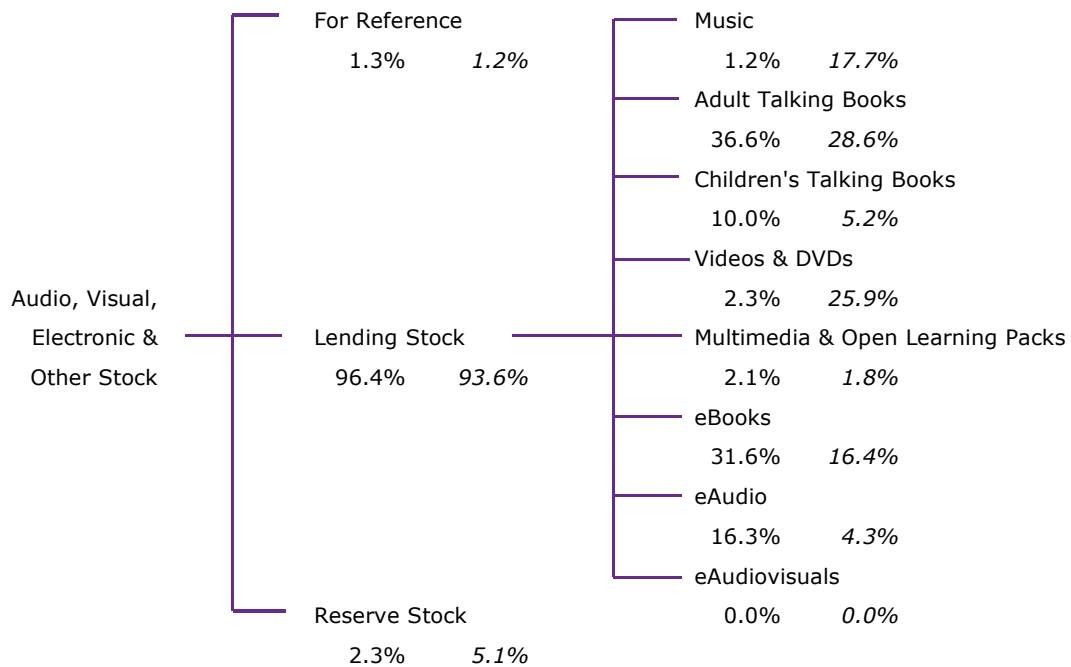 For Reference
1.3% 1.2%
Audio, Visual,
Electronic &
Other Stock
Lending Stock
96.4% 93.6%
Reserve Stock
2.3% 5.1%
Music
1.2% 17.7%
Adult Talking Books
36.6% 28.6%
Children's Talking Books
10.0% 5.2%
Videos & DVDs
2.3% 25.9%
Multimedia & Open Learning Packs
2.1% 1.8%
eBooks
31.6% 16.4%
eAudio
16.3% 4.3%
eAudiovisuals
0.0% 0.0%